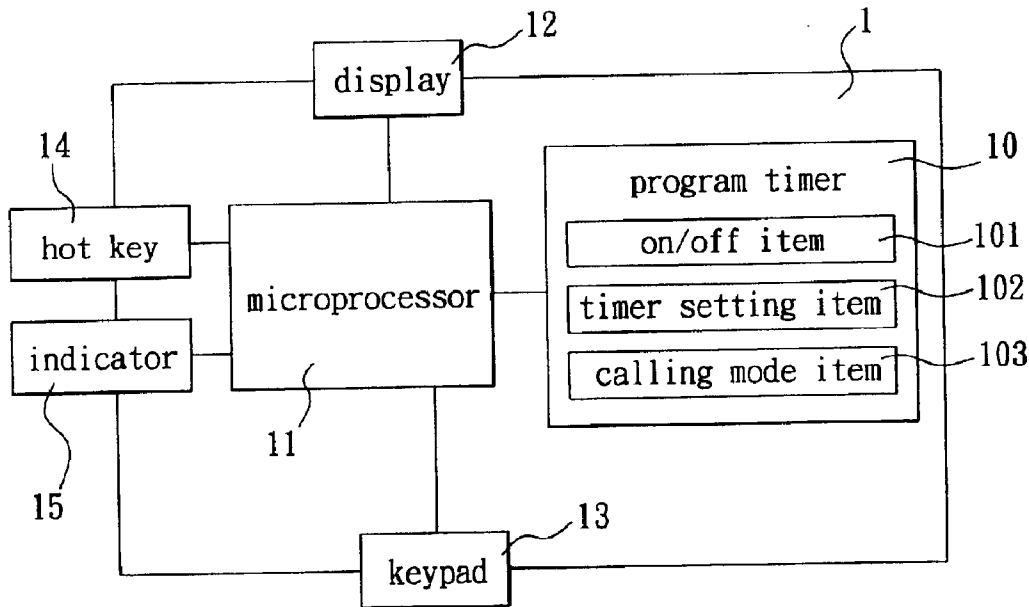 12
display
1
14
hot key
10
program timer
on/off item
101
microprocessor
timer setting item
102
indicator
calling mode item
103
11
15
13
keypad